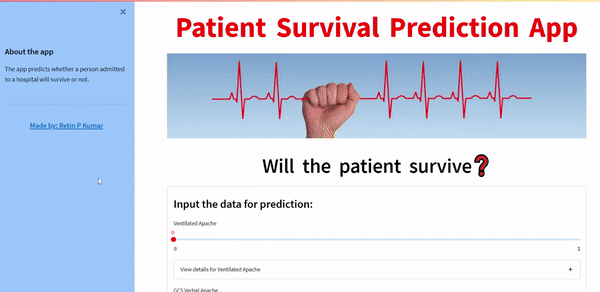 About the app
The app predicts whether a person admitted
to a hospital will survive or not.
Made by: Retin P Kumar
Patient Survival Prediction App
Will the patient survive❓
Input the data for prediction:
Ventilated Apache
0
0 1
View details for Ventilated Apache
GCS Verbal Apache